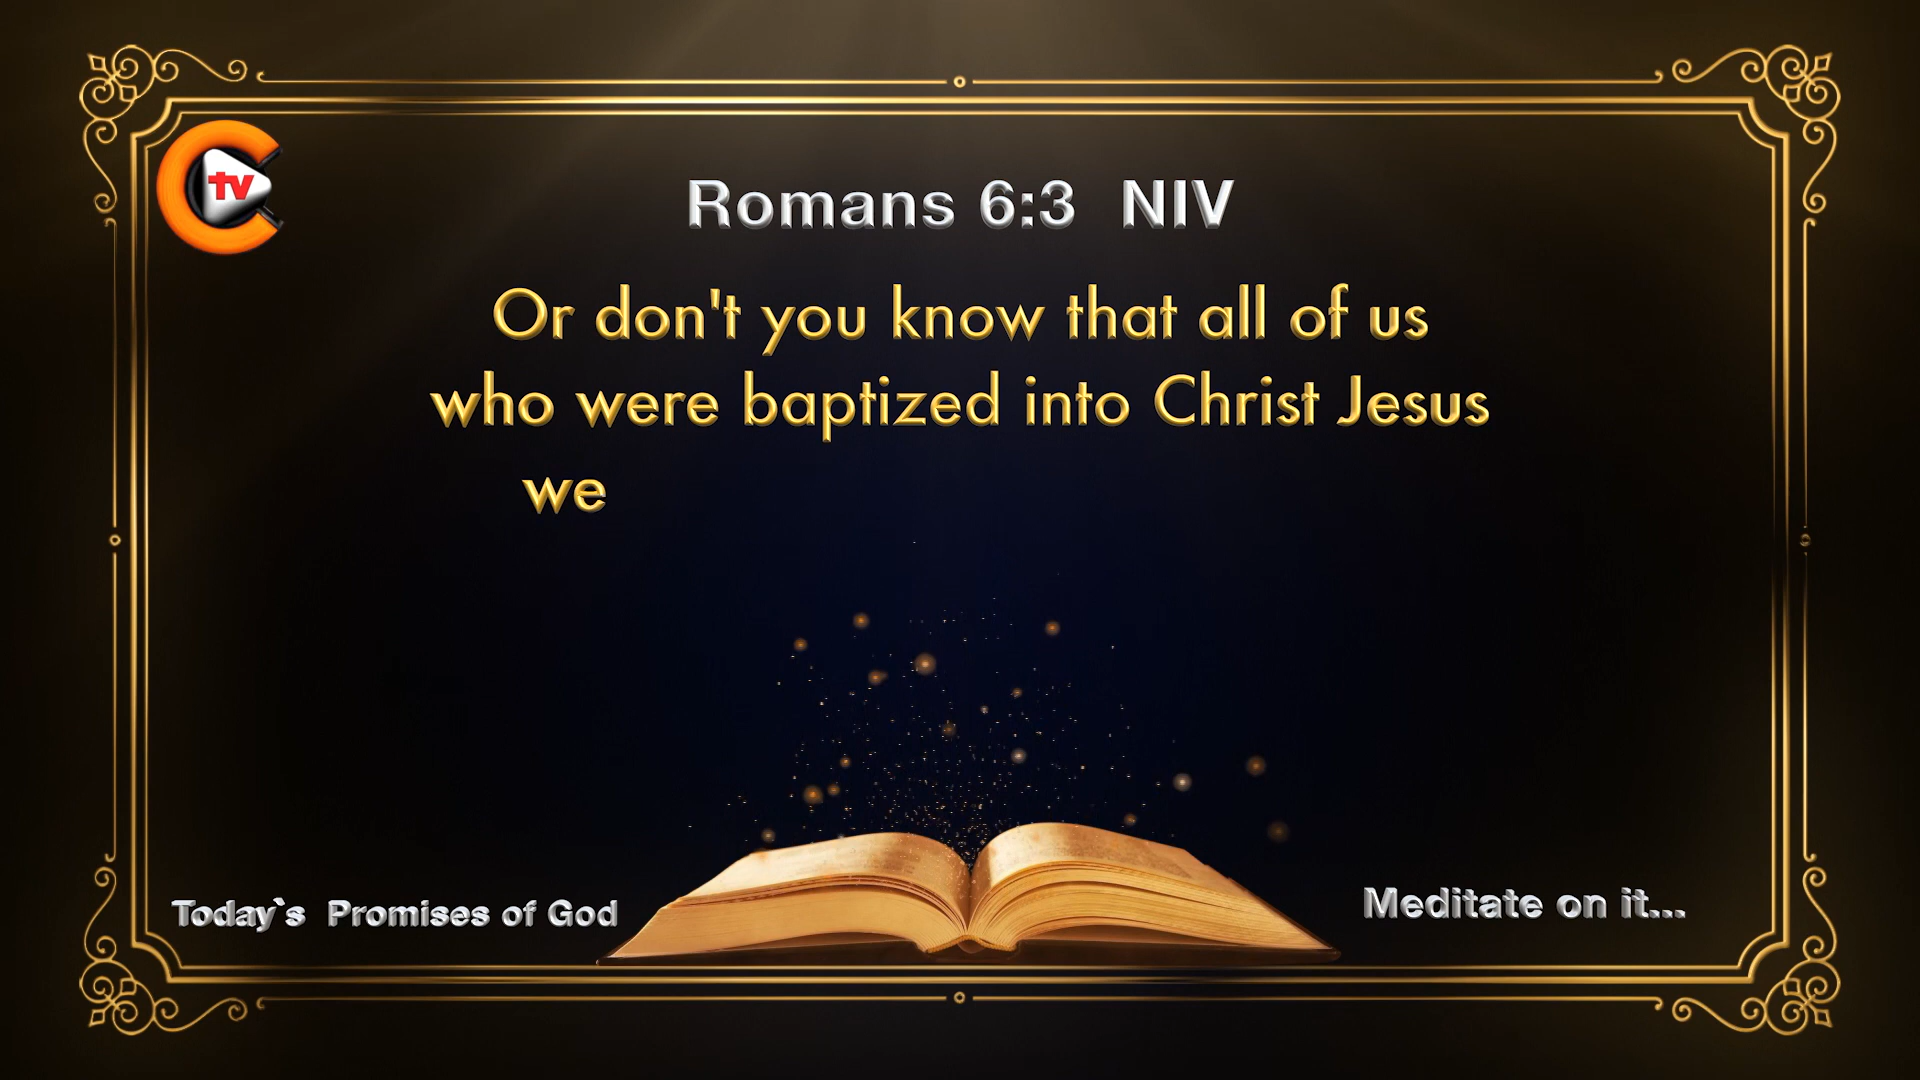 tv
Romans 6:3 NIV
Or don't you know that all of us
who were baptized into Christ Jesus
we
Today`s Promises of God
Meditate on it...